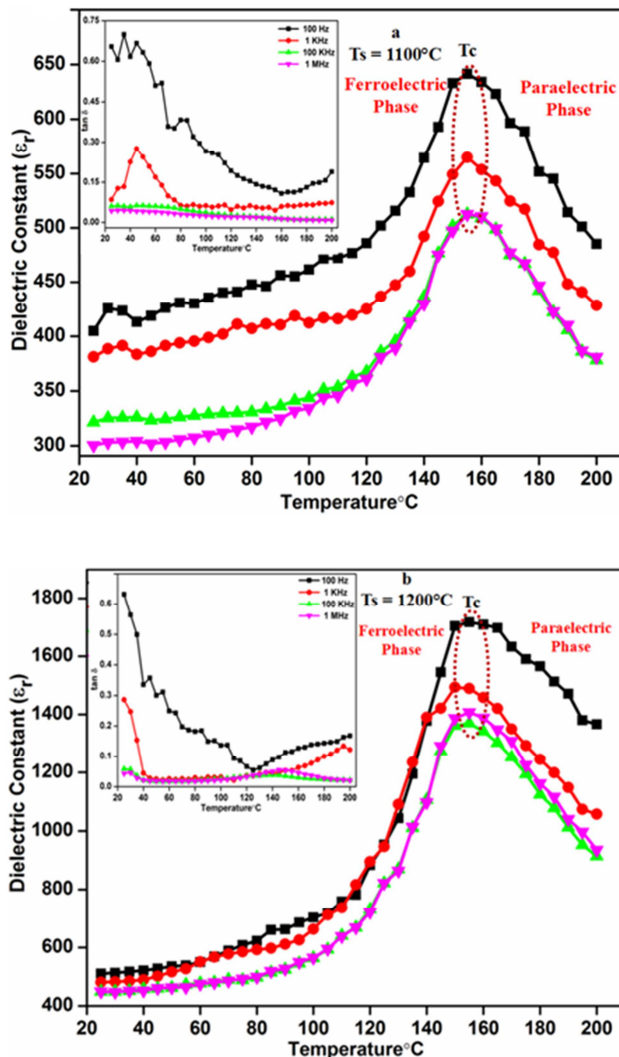 a
Ts = 1100°C
Tc
Ferroelectric
Phase
Paraelectric
Phase
100 Hz
1 KHz
100 KHz
1 MHz
tan δ
0.70
0.60
0.45
0.30
0.15
0.00
20 40 60 80 100 120 140 160 180 200
Temperature°C
Dielectric Constant (εr)
650
600
550
500
450
400
350
300
20 40 60 80 100 120 140 160 180 200
Temperature°C
b
Ts = 1200°C
Tc
Ferroelectric
Phase
Paraelectric
Phase
100 Hz
1 KHz
100 KHz
1 MHz
tan δ
0.7
0.6
0.5
0.4
0.3
0.2
0.1
0.0
20 40 60 80 100 120 140 160 180 200
Temperature°C
Dielectric Constant (εr)
1800
1600
1400
1200
1000
800
600
400
20 40 60 80 100 120 140 160 180 200
Temperature°C